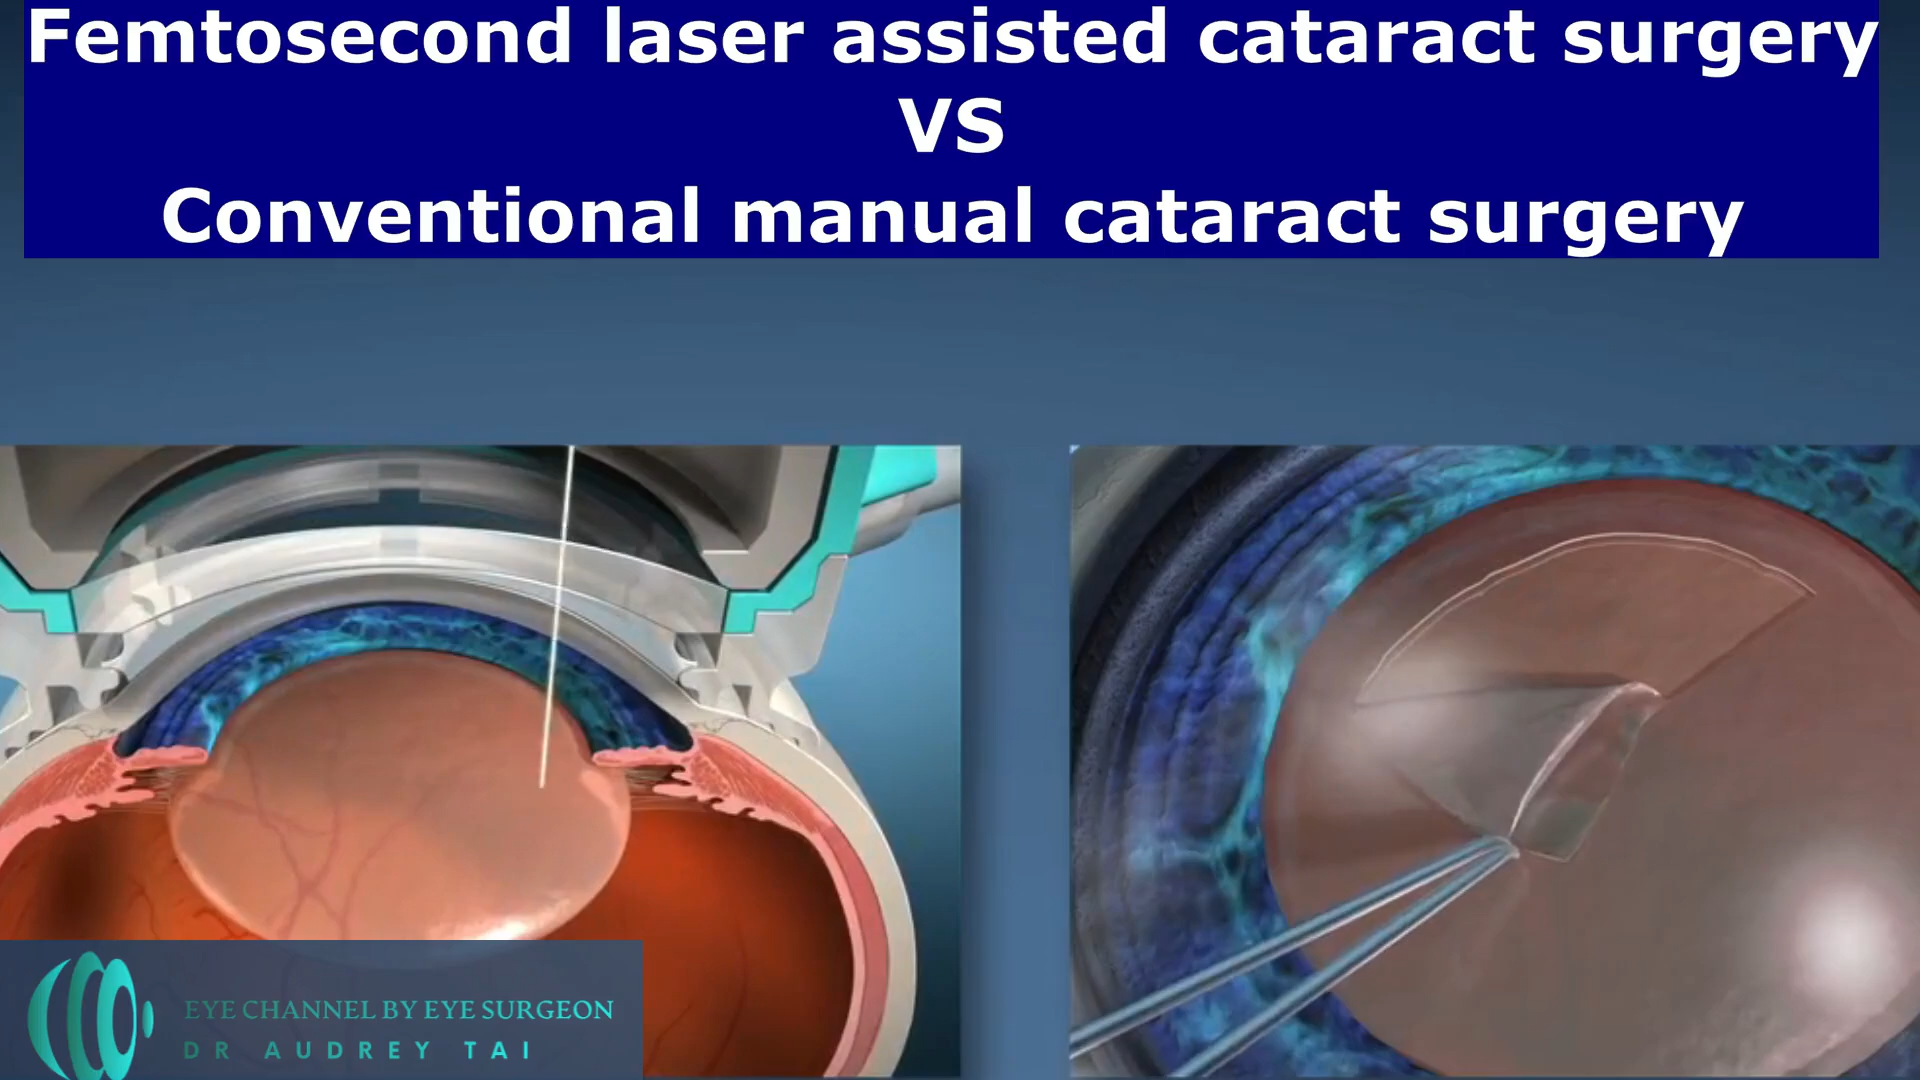 Femtosecond laser assisted cataract surgery
VS
Conventional manual cataract surgery
EYE CHANNEL BY EYE SURGEON
DR AUDREY TAI